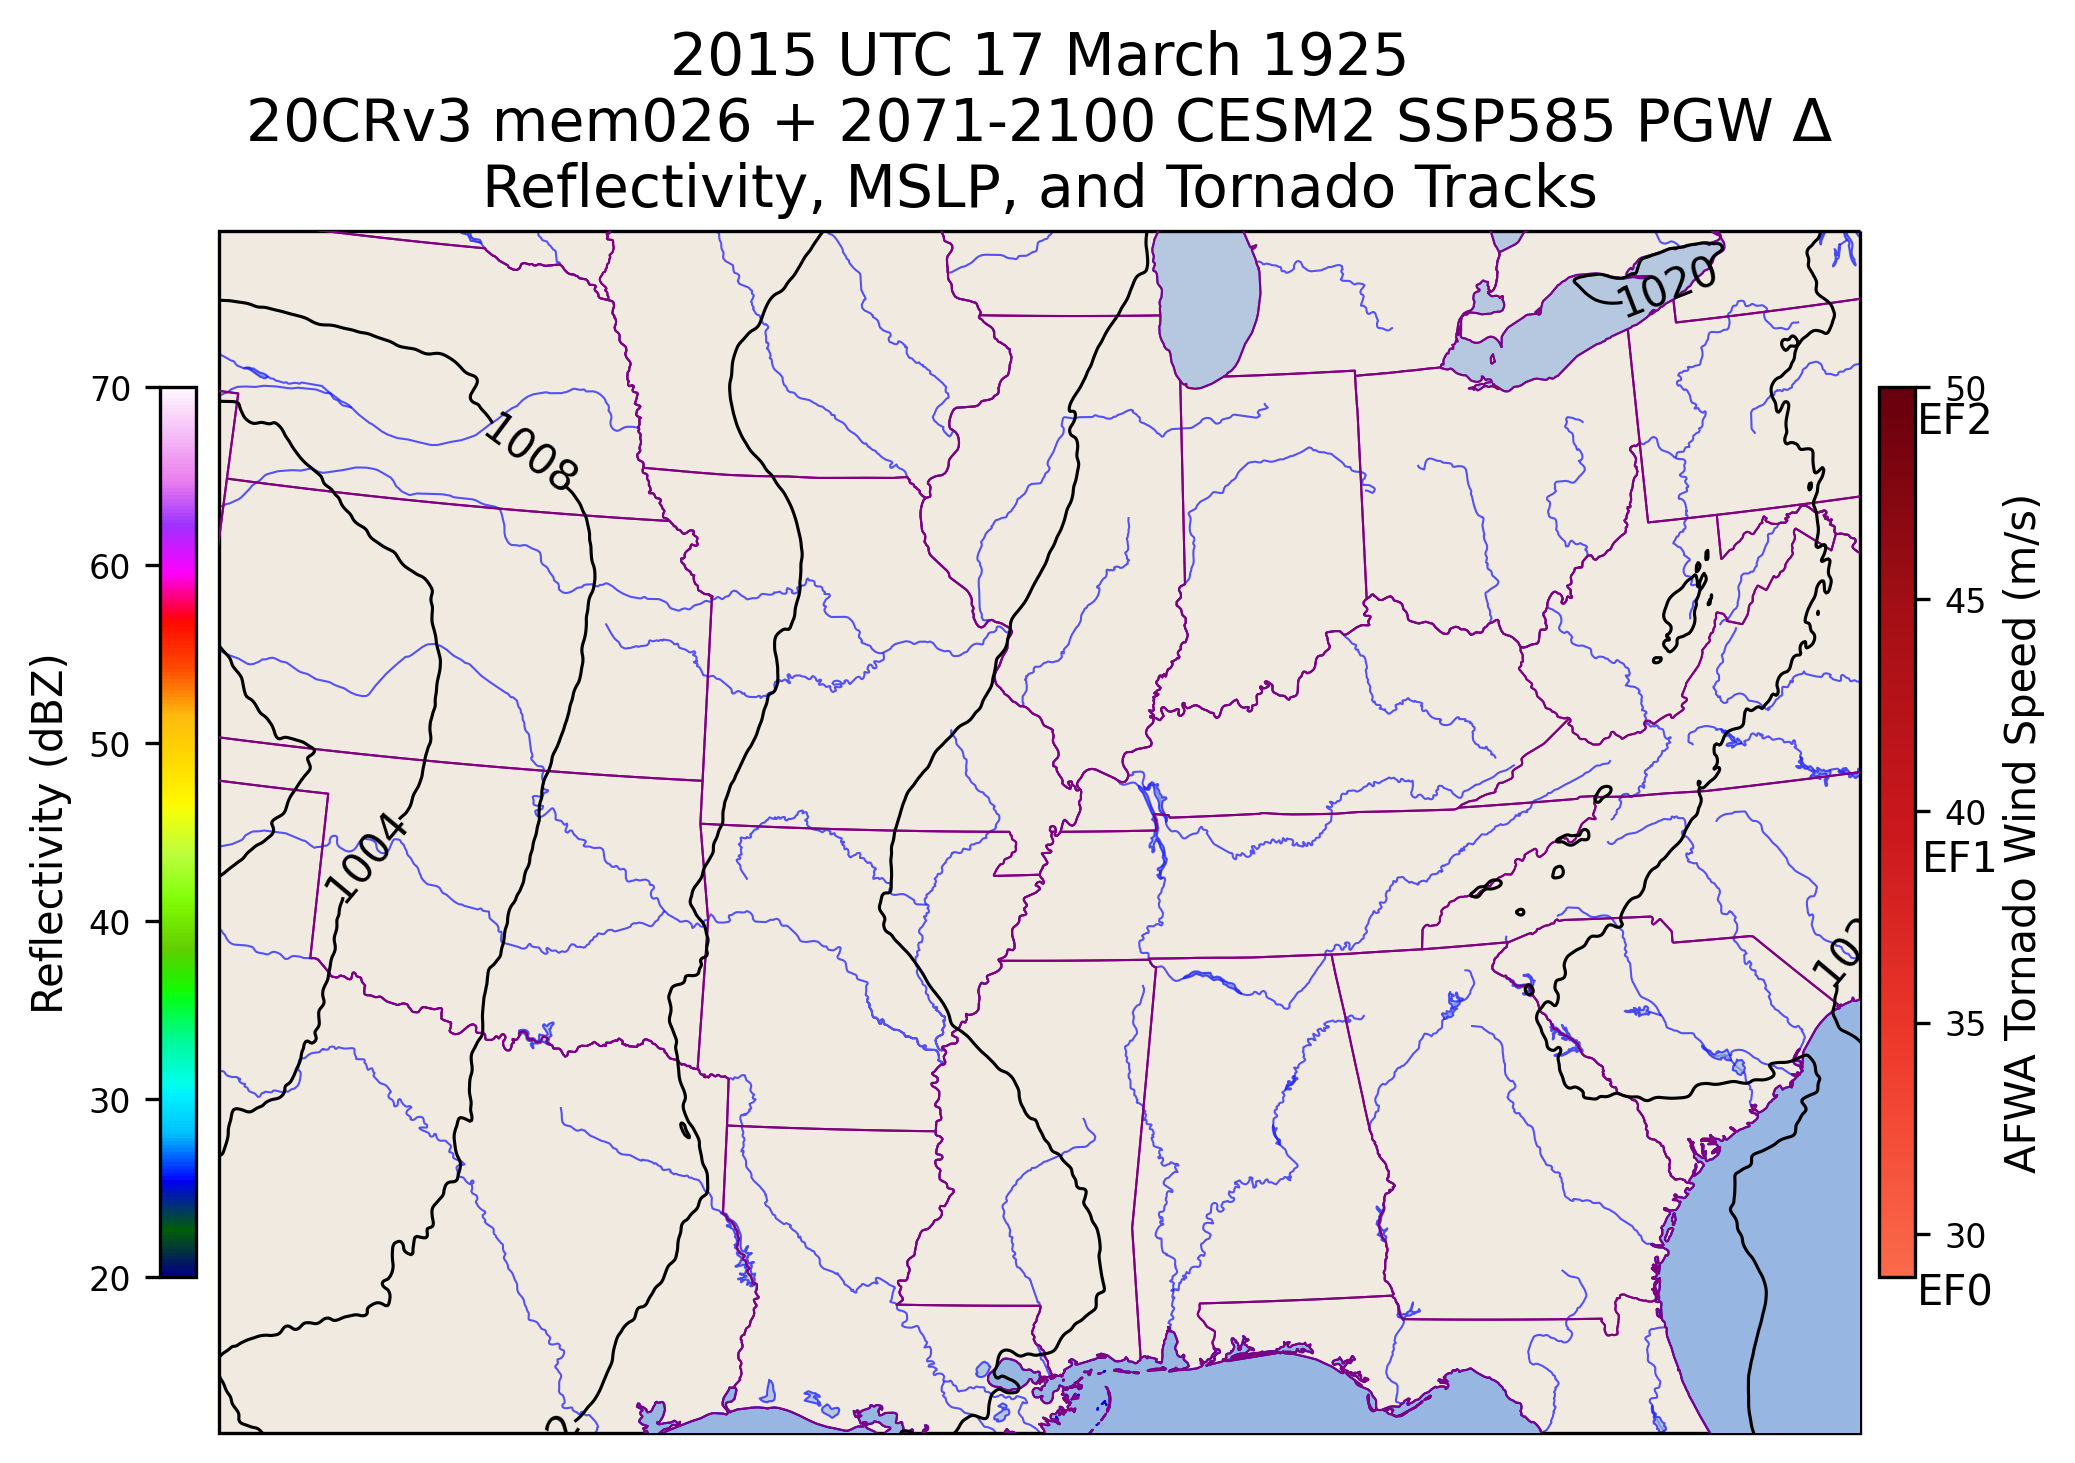 2015 UTC 17 March 1925
20CRv3 mem026 + 2071-2100 CESM2 SSP585 PGW Δ
Reflectivity, MSLP, and Tornado Tracks
Reflectivity (dBZ)
70
60
50
40
30
20
1020
1008
1004
50
EF2
45
40
EF1
35
30
EF0
AFWA Tornado Wind Speed (m/s)